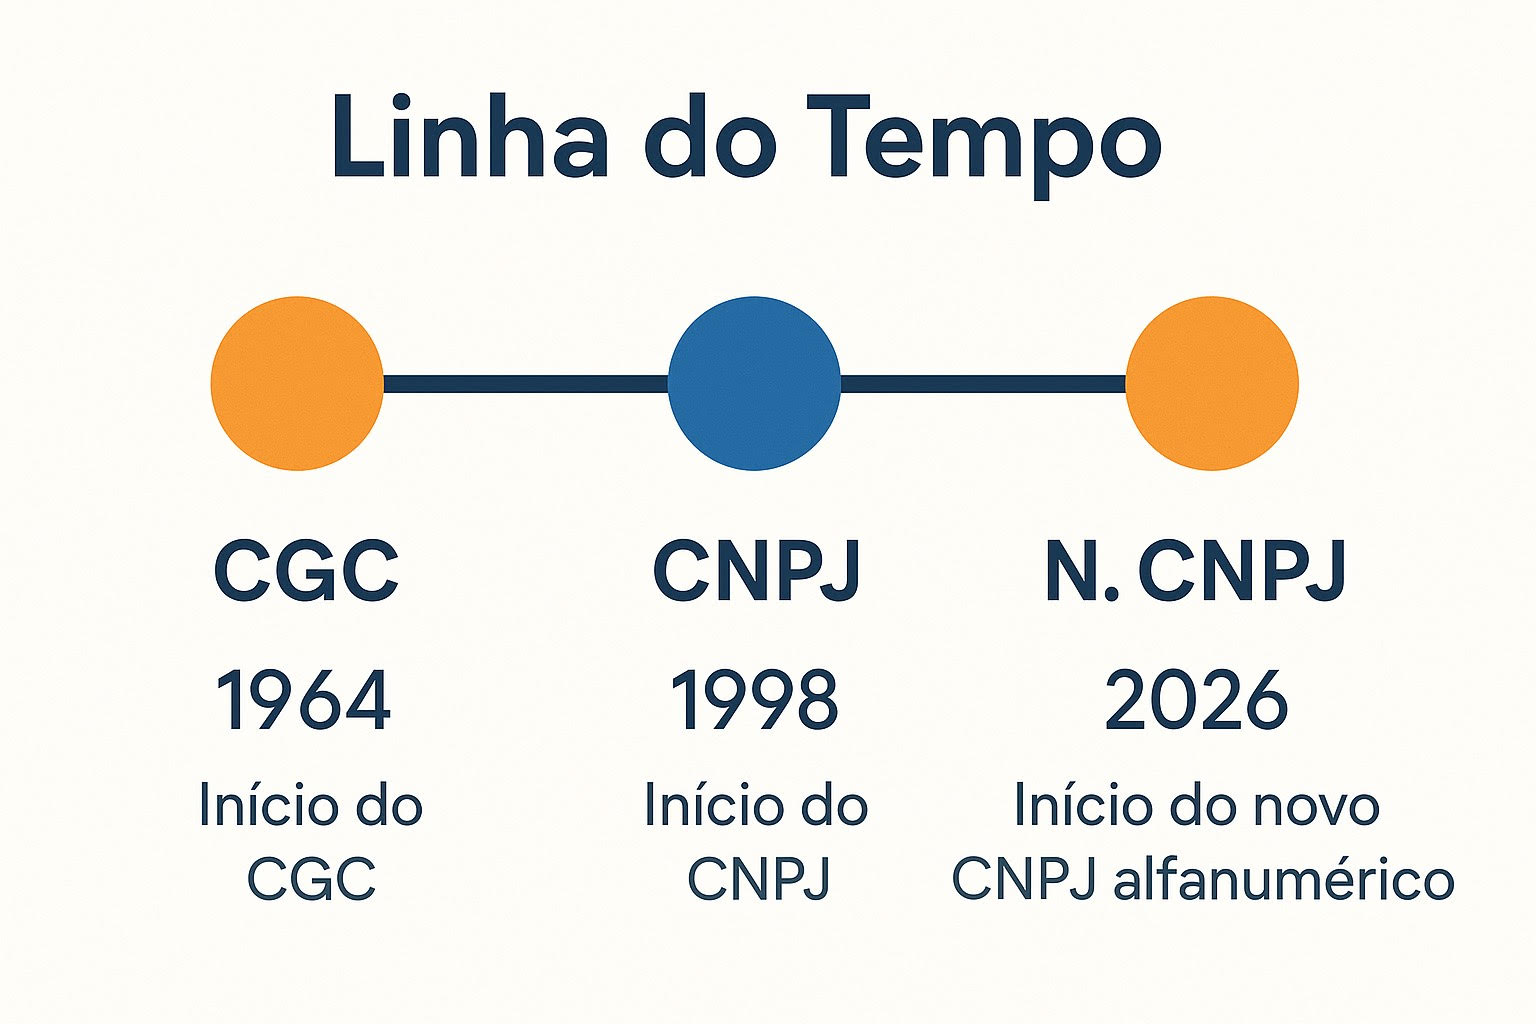 Linha do Tempo
CGC
1964
Início do
CGC
CNPJ
1998
Início do
CNPJ
N. CNPJ
2026
Início do novo
CNPJ alfanumérico